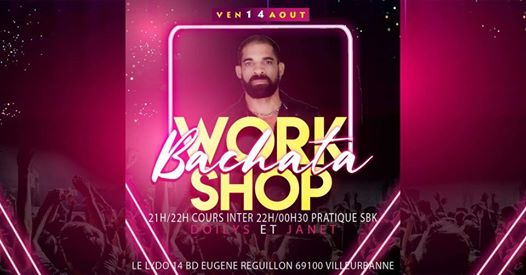 VEN 14 AOUT
WORK
Bachata
SHOP
21H/22H COURS INTER 22H/00H30 PRATIQUE SBK
DOILYS ET JANET
LE LYDO 14 BD EUGENE REGUILLON 69100 VILLEURBANNE